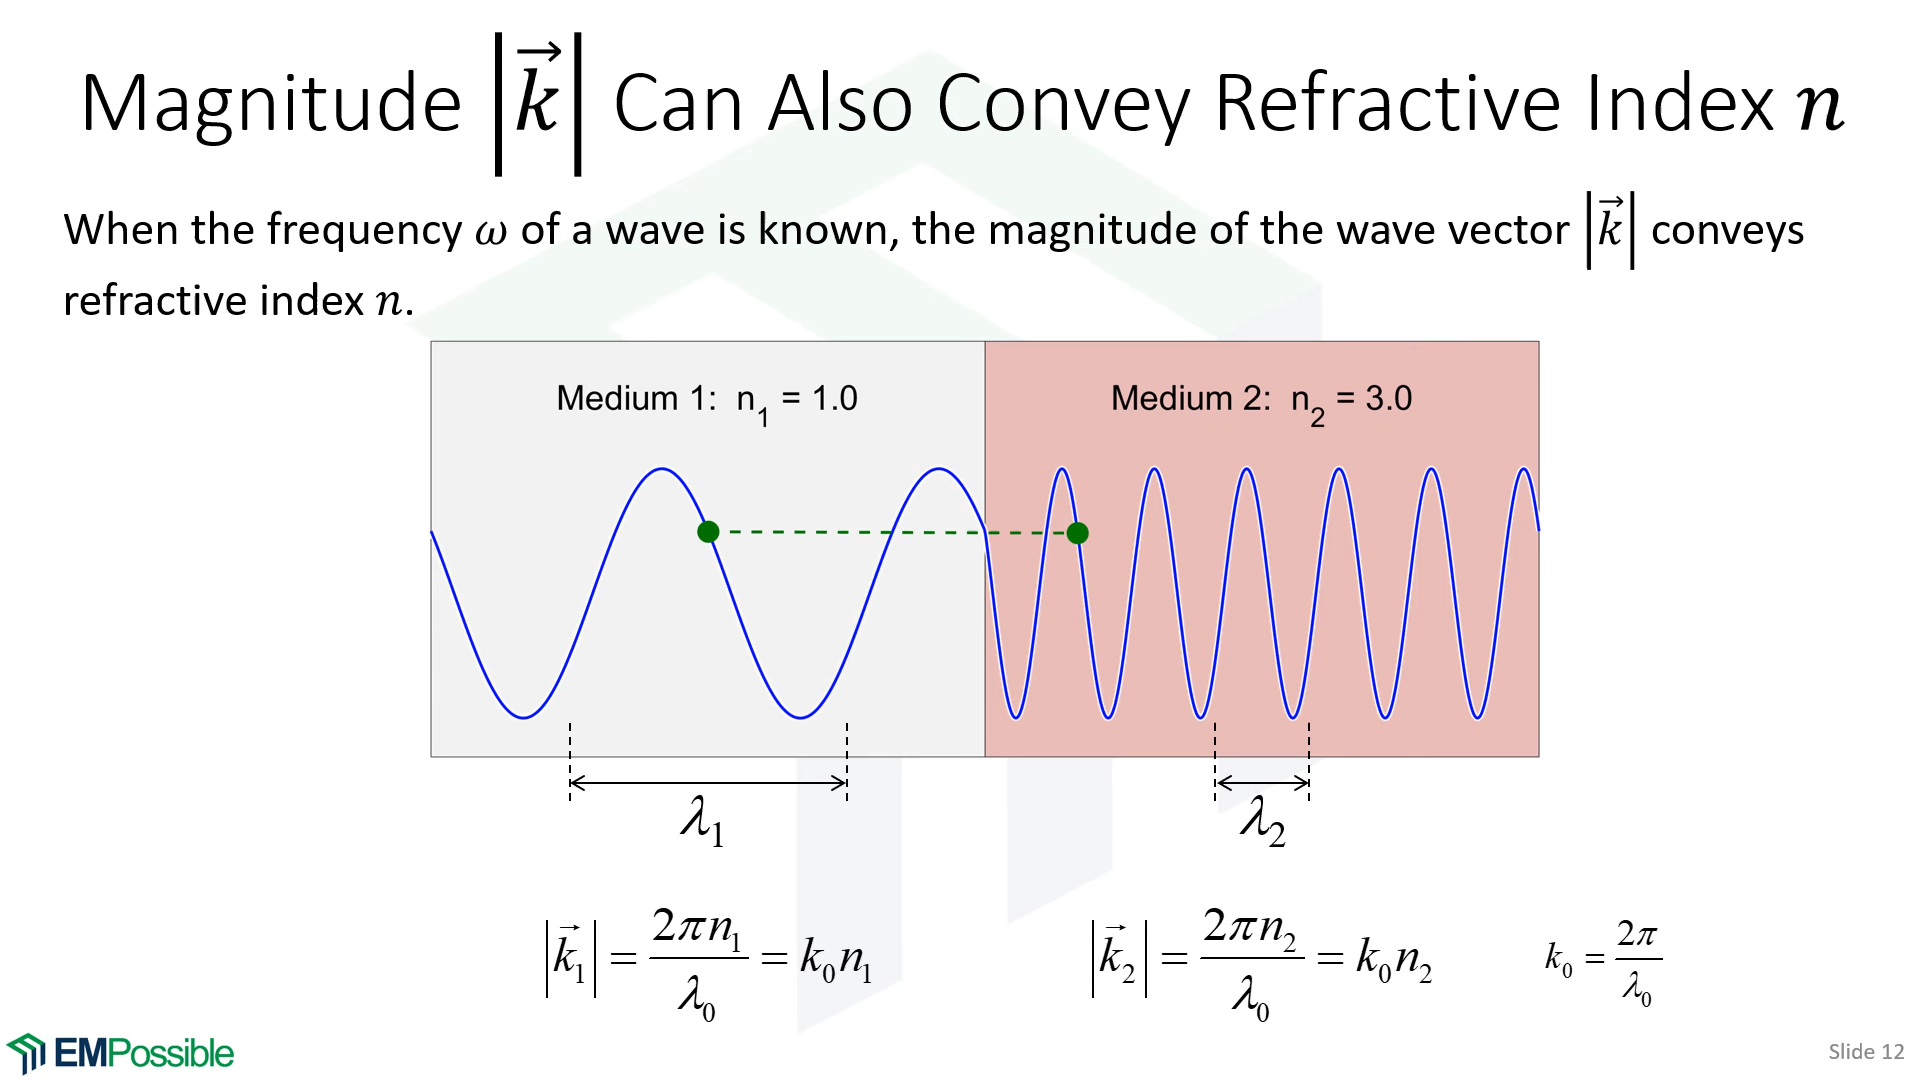 Magnitude |k⃗| Can Also Convey Refractive Index n
When the frequency ω of a wave is known, the magnitude of the wave vector |k⃗| conveys
refractive index n.
Medium 1: n₁ = 1.0
Medium 2: n₂ = 3.0
λ₁
λ₂
|k⃗₁| = 2πn₁/λ₀ = k₀n₁
|k⃗₂| = 2πn₂/λ₀ = k₀n₂
k₀ = 2π/λ₀
EMPossible
Slide 12